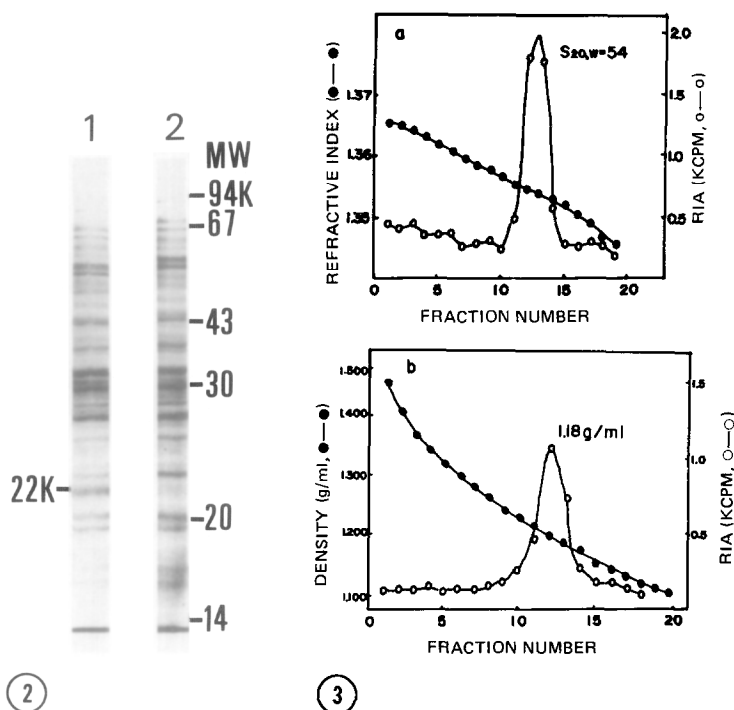 1 2
MW
94K
67
43
30
22K
20
14
2
a
S20,w=54
REFRACTIVE INDEX (●—●)
1.37
1.36
1.35
2.0
1.5
1.0
0.5
RIA (KCPM, o—o)
0 5 10 15 20
FRACTION NUMBER
b
1.18g/ml
DENSITY (g/ml, ●—●)
1.500
1.400
1.300
1.200
1.100
1.5
1.0
0.5
RIA (KCPM, O—O)
0 5 10 15 20
FRACTION NUMBER
3